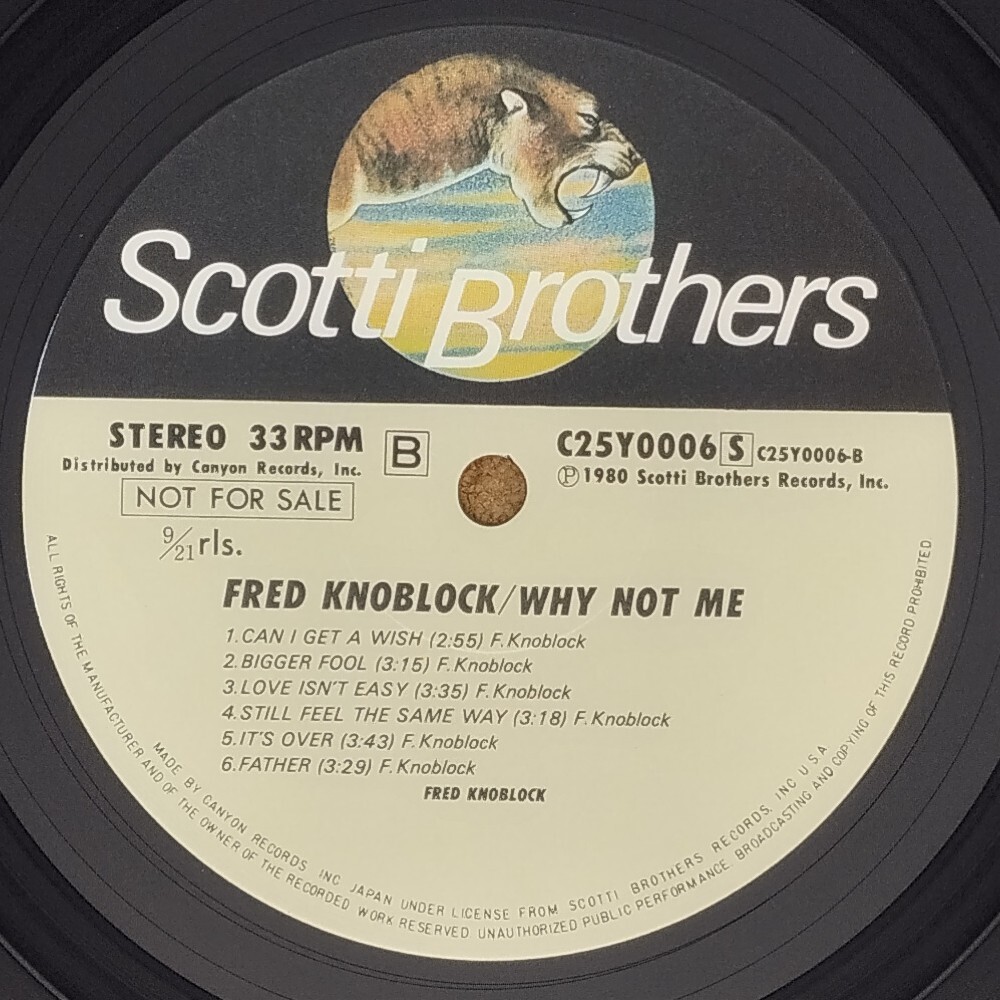 Scotti Brothers
STEREO 33RPM
Distributed by Canyon Records, Inc.
NOT FOR SALE
9/21 rls.
B
C25Y0006 S C25Y0006-B
Ⓟ1980 Scotti Brothers Records, Inc.
FRED KNOBLOCK/WHY NOT ME
1.CAN I GET A WISH (2:55) F.Knoblock
2.BIGGER FOOL (3:15) F.Knoblock
3.LOVE ISN'T EASY (3:35) F.Knoblock
4.STILL FEEL THE SAME WAY (3:18) F.Knoblock
5.IT'S OVER (3:43) F.Knoblock
6.FATHER (3:29) F.Knoblock
FRED KNOBLOCK
MADE BY CANYON RECORDS INC JAPAN UNDER LICENSE FROM SCOTTI BROTHERS RECORDS, INC U.S.A
ALL RIGHTS OF THE MANUFACTURER AND OF THE OWNER OF THE RECORDED WORK RESERVED. UNAUTHORIZED PUBLIC PERFORMANCE, BROADCASTING AND COPYING OF THIS RECORD PROHIBITED